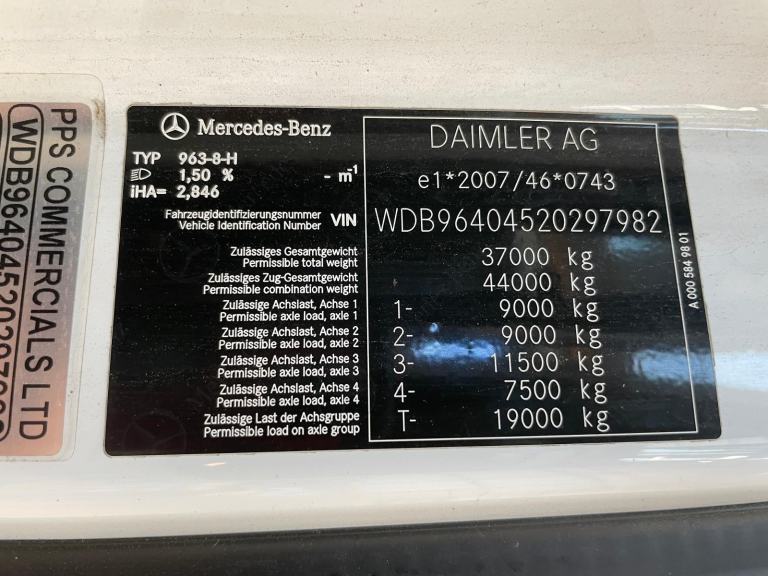 PPS COMMERCIALS LTD
WDB96404520297982
Mercedes-Benz
TYP 963-8-H
1,50 % - m-1
iHA= 2,846
Fahrzeugidentifizierungsnummer
Vehicle Identification Number
VIN
Zulässiges Gesamtgewicht
Permissible total weight
Zulässiges Zug-Gesamtgewicht
Permissible combination weight
Zulässige Achslast, Achse 1
Permissible axle load, axle 1
Zulässige Achslast, Achse 2
Permissible axle load, axle 2
Zulässige Achslast, Achse 3
Permissible axle load, axle 3
Zulässige Achslast, Achse 4
Permissible axle load, axle 4
Zulässige Last der Achsgruppe
Permissible load on axle group
DAIMLER AG
e1*2007/46*0743
WDB96404520297982
37000 kg
44000 kg
1- 9000 kg
2- 9000 kg
3- 11500 kg
4- 7500 kg
T- 19000 kg
A 000 584 98 01